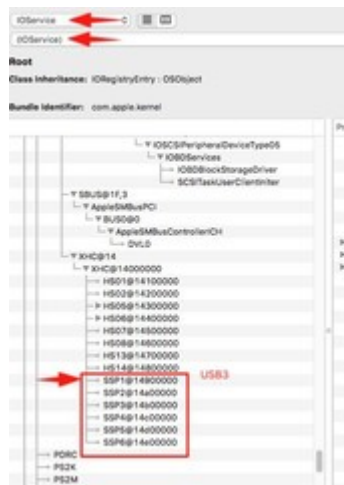 IOService
(IOService)
Root
Class Inheritance: IORegistryEntry : OSObject
Bundle Identifier: com.apple.kernel
Pr
IOSCSIPeripheralDeviceType05
IOBDServices
IOBDBlockStorageDriver
SCSITaskUserClientIniter
SBUS@1F,3
AppleSMBusPCI
BUS0@0
AppleSMBusControllerICH
DVL0
XHC@14
XHC@14000000
HS01@14100000
HS02@14200000
HS05@14300000
HS06@14400000
HS07@14500000
HS08@14600000
HS13@14700000
HS14@14800000
SSP1@14900000
USB3
SSP2@14a00000
SSP3@14b00000
SSP4@14c00000
SSP5@14d00000
SSP6@14e00000
PDRC
PS2K
PS2M